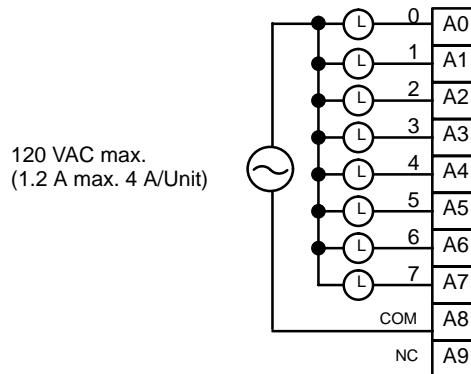 L 0 A0
L 1 A1
L 2 A2
L 3 A3
120 VAC max.
(1.2 A max. 4 A/Unit)
L 4 A4
L 5 A5
L 6 A6
L 7 A7
COM A8
NC A9